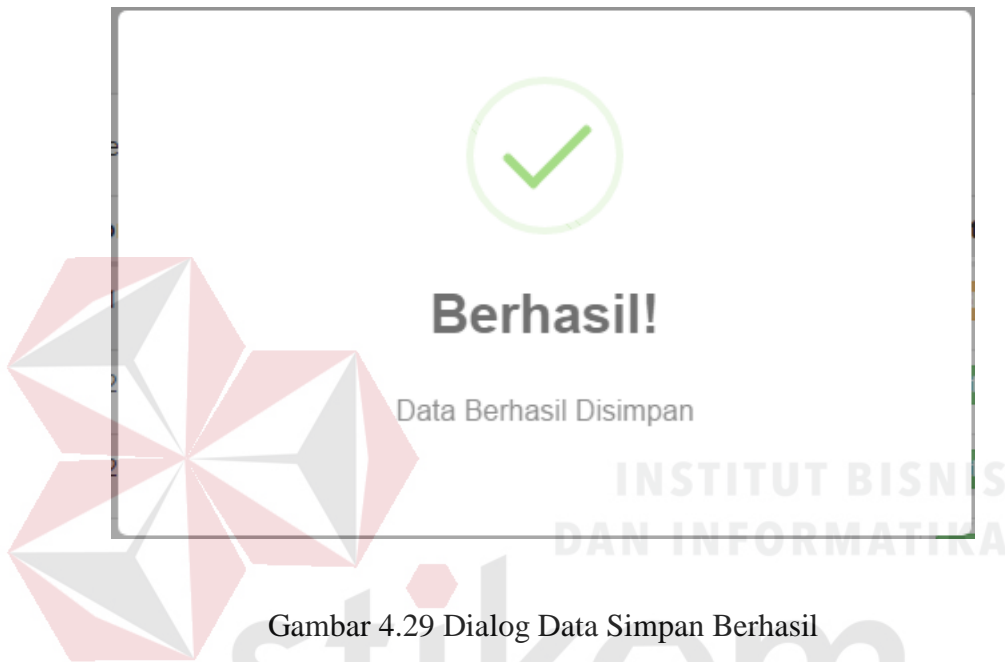 Berhasil!
Data Berhasil Disimpan
INSTITUT BISNIS
DAN INFORMATIKA
Gambar 4.29 Dialog Data Simpan Berhasil
stikom